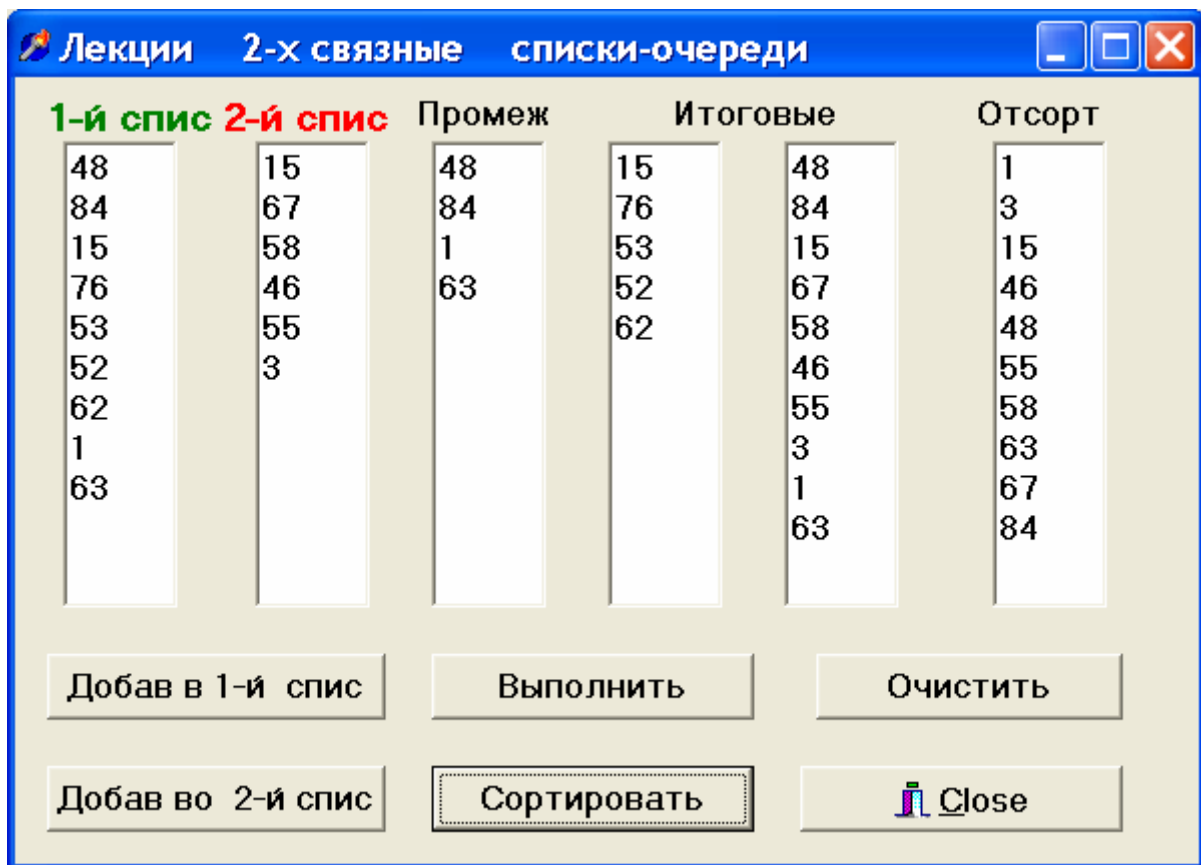 Лекции 2-х связные списки-очереди
1-й спис 2-й спис Промеж Итоговые Отсорт
48 15 48 15 48 1
84 67 84 76 84 3
15 58 1 53 15 15
76 46 63 52 67 46
53 55 62 58 48
52 3 46 55
62 55 58
1 3 63
63 1 67
63 84
Добав в 1-й спис Выполнить Очистить
Добав во 2-й спис Сортировать Close